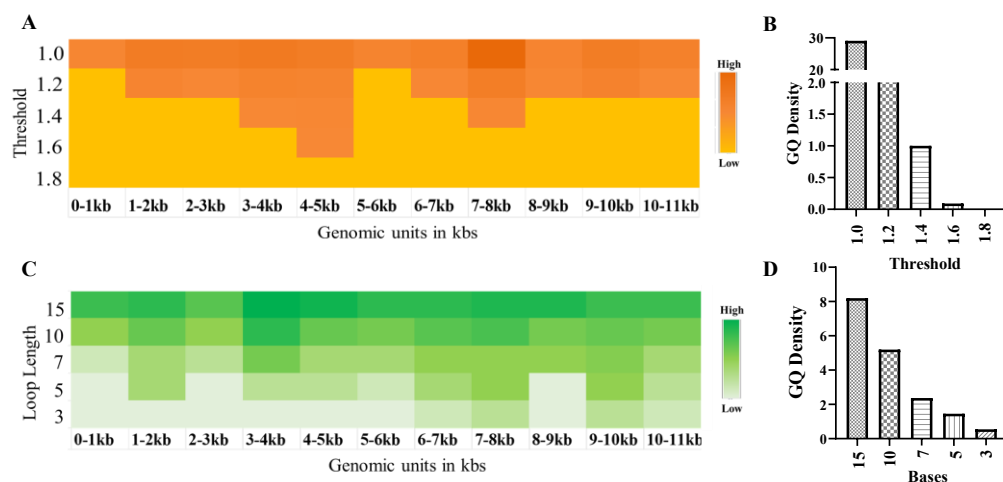 A
Threshold
1.0
1.2
1.4
1.6
1.8
0-1kb 1-2kb 2-3kb 3-4kb 4-5kb 5-6kb 6-7kb 7-8kb 8-9kb 9-10kb 10-11kb
Genomic units in kbs
High
Low
B
GQ Density
30
20
2.0
1.5
1.0
0.5
0.0
1.0 1.2 1.4 1.6 1.8
Threshold
C
Loop Length
15
10
7
5
3
0-1kb 1-2kb 2-3kb 3-4kb 4-5kb 5-6kb 6-7kb 7-8kb 8-9kb 9-10kb 10-11kb
Genomic units in kbs
High
Low
D
GQ Density
10
8
6
4
2
0
15 10 7 5 3
Bases